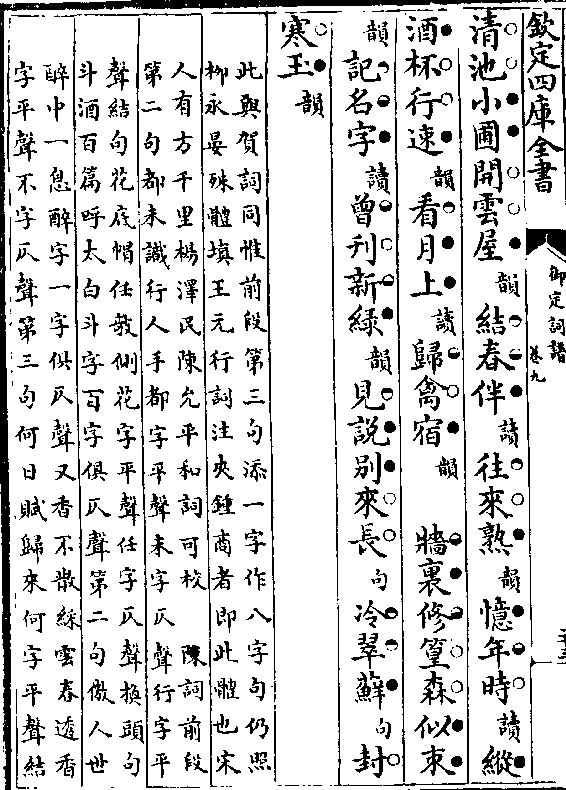 欽定四庫全書
御定詞譜
卷九
清池小圃開雲屋韻結春伴讀往來熟韻憶年時讀縱
酒杯行速韻看月上讀歸禽宿韻 牆裏修篁森似束
韻記名字讀曾刋新緑韻見說别來長句冷翠蘚句封
寒玉韻
此與賀詞同惟前段第三句添一字作八字句仍照
柳永晏殊體填王元行詞注夾鍾商者即此體也宋
人有方千里楊澤民陳允平和詞可校 陳詞前段
第二句都未識行人手都字平聲未字仄聲行字平
聲結句花底帽任教側花字平聲任字仄聲換頭句
斗酒百篇呼太白斗字百字俱仄聲第二句傲人世
醉中一息醉字一字俱仄聲又香不散綵雲春透香
字平聲不字仄聲第三句何日賦歸來何字平聲結